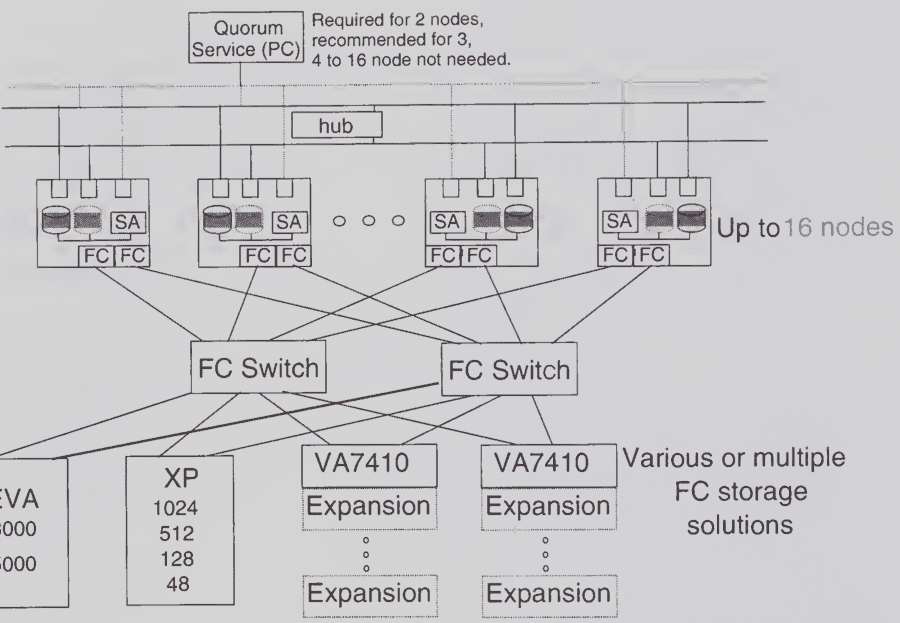 Quorum
Service (PC)
Required for 2 nodes,
recommended for 3,
4 to 16 node not needed.
hub
SA
SA
SA
SA
FC FC
FC FC
FC FC
FC FC
Up to 16 nodes
FC Switch
FC Switch
EVA
3000
5000
XP
1024
512
128
48
VA7410
Expansion
Expansion
VA7410
Expansion
Expansion
Various or multiple
FC storage
solutions